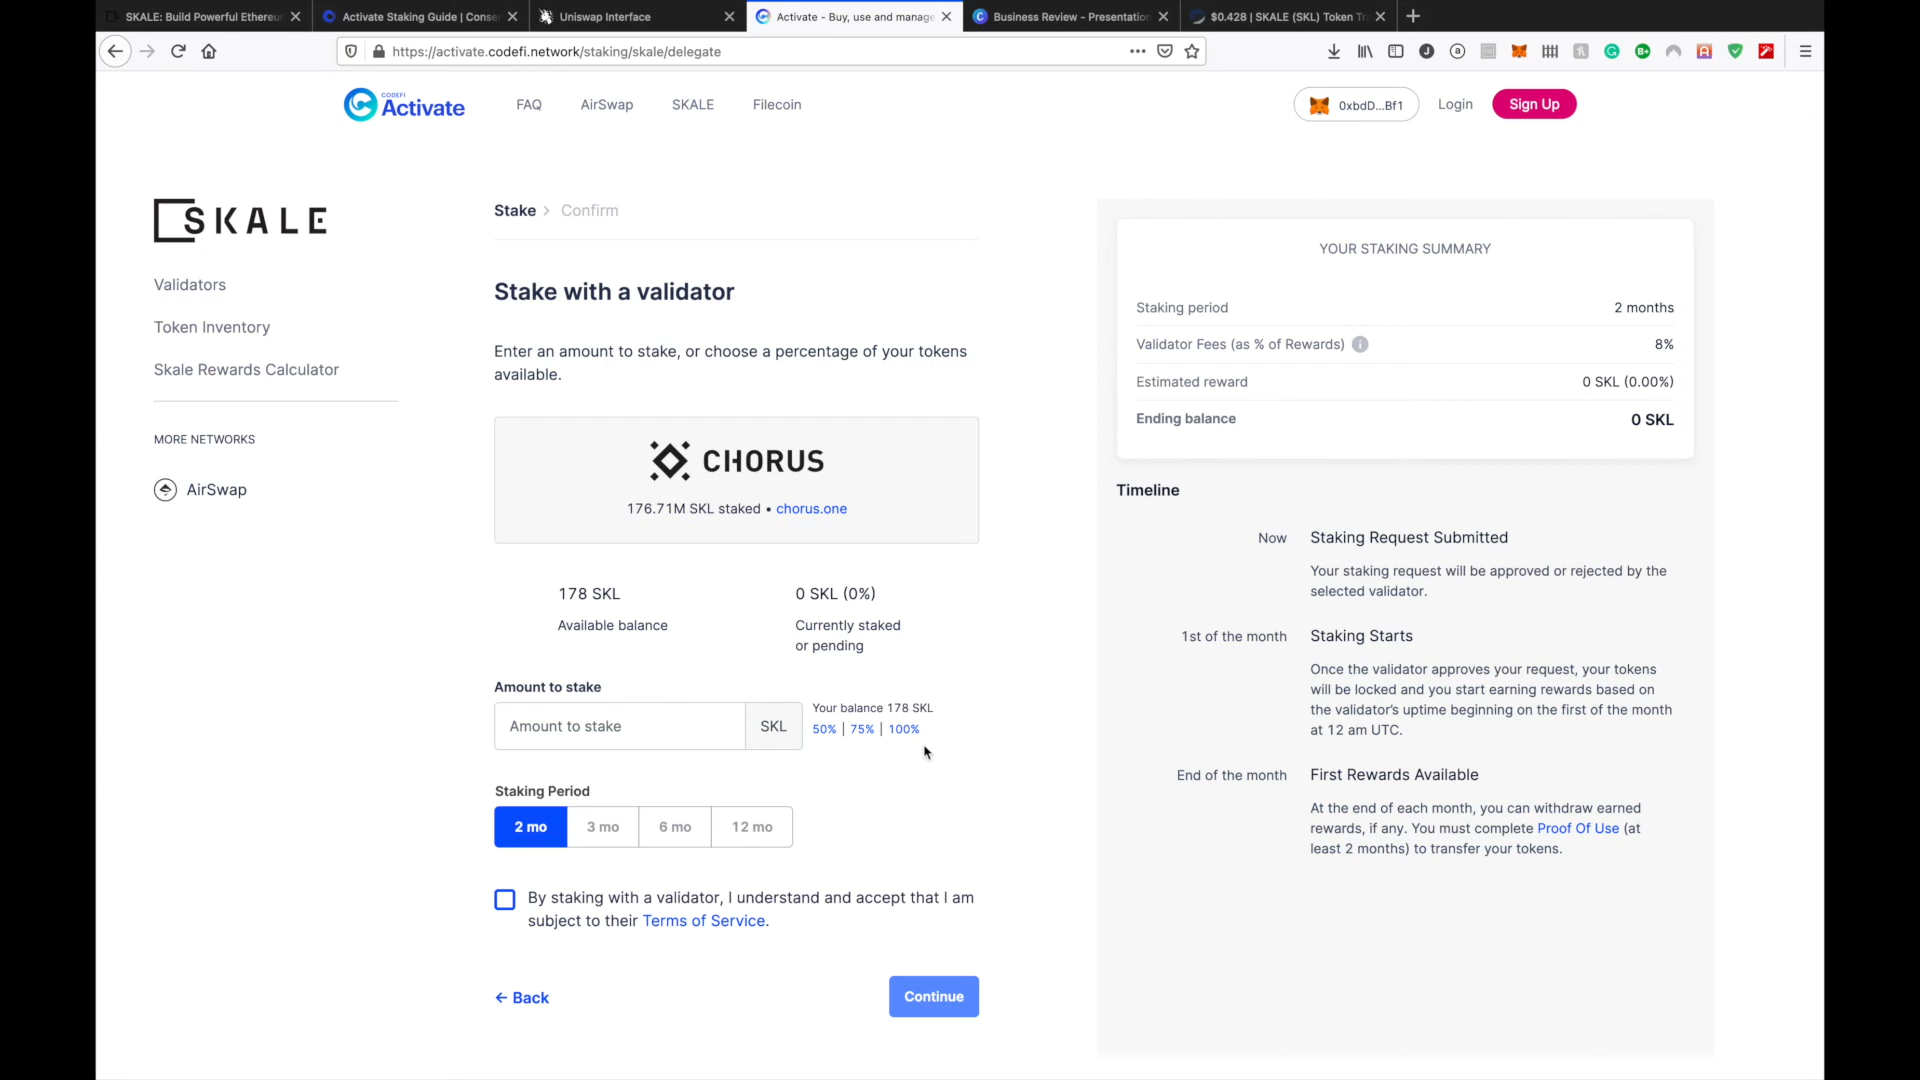 SKALE: Build Powerful Ethereu
Activate Staking Guide | Conse
Uniswap Interface
Activate - Buy, use and manage
Business Review - Presentation
$0.428 | SKALE (SKL) Token Tr
https://activate.codefi.network/staking/skale/delegate
CODEFI
Activate
FAQ
AirSwap
SKALE
Filecoin
0xbdD...Bf1
Login
Sign Up
SKALE
Validators
Token Inventory
Skale Rewards Calculator
MORE NETWORKS
AirSwap
Stake > Confirm
Stake with a validator
Enter an amount to stake, or choose a percentage of your tokens
available.
CHORUS
176.71M SKL staked • chorus.one
178 SKL
Available balance
0 SKL (0%)
Currently staked
or pending
Amount to stake
Amount to stake
SKL
Your balance 178 SKL
50% | 75% | 100%
Staking Period
2 mo
3 mo
6 mo
12 mo
By staking with a validator, I understand and accept that I am
subject to their Terms of Service.
← Back
Continue
YOUR STAKING SUMMARY
Staking period 2 months
Validator Fees (as % of Rewards) i 8%
Estimated reward 0 SKL (0.00%)
Ending balance 0 SKL
Timeline
Now
Staking Request Submitted
Your staking request will be approved or rejected by the
selected validator.
1st of the month
Staking Starts
Once the validator approves your request, your tokens
will be locked and you start earning rewards based on
the validator's uptime beginning on the first of the month
at 12 am UTC.
End of the month
First Rewards Available
At the end of each month, you can withdraw earned
rewards, if any. You must complete Proof Of Use (at
least 2 months) to transfer your tokens.